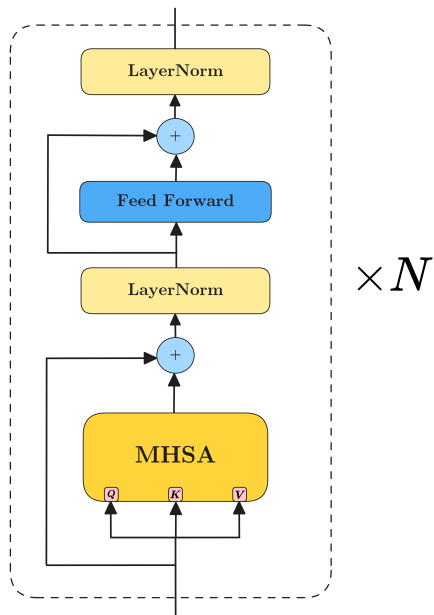 LayerNorm
+
Feed Forward
LayerNorm
×N
+
MHSA
Q K V